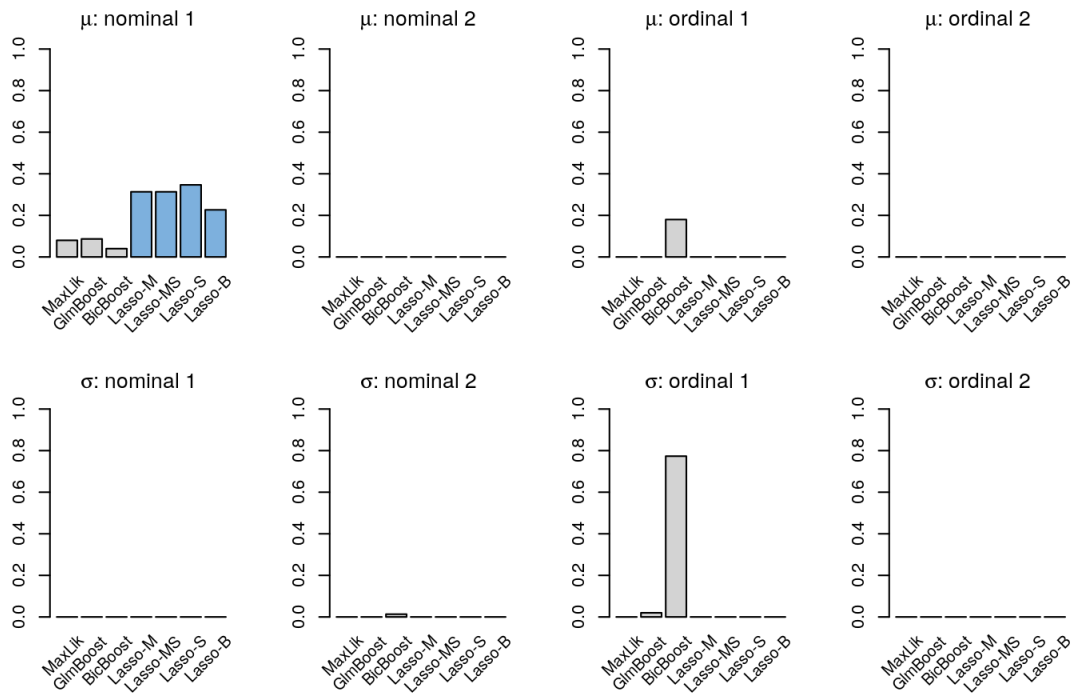 μ: nominal 1
1.0
0.8
0.6
0.4
0.2
0.0
MaxLik
GlmBoost
BicBoost
Lasso-M
Lasso-MS
Lasso-S
Lasso-B
μ: nominal 2
1.0
0.8
0.6
0.4
0.2
0.0
MaxLik
GlmBoost
BicBoost
Lasso-M
Lasso-MS
Lasso-S
Lasso-B
μ: ordinal 1
1.0
0.8
0.6
0.4
0.2
0.0
MaxLik
GlmBoost
BicBoost
Lasso-M
Lasso-MS
Lasso-S
Lasso-B
μ: ordinal 2
1.0
0.8
0.6
0.4
0.2
0.0
MaxLik
GlmBoost
BicBoost
Lasso-M
Lasso-MS
Lasso-S
Lasso-B
σ: nominal 1
1.0
0.8
0.6
0.4
0.2
0.0
MaxLik
GlmBoost
BicBoost
Lasso-M
Lasso-MS
Lasso-S
Lasso-B
σ: nominal 2
1.0
0.8
0.6
0.4
0.2
0.0
MaxLik
GlmBoost
BicBoost
Lasso-M
Lasso-MS
Lasso-S
Lasso-B
σ: ordinal 1
1.0
0.8
0.6
0.4
0.2
0.0
MaxLik
GlmBoost
BicBoost
Lasso-M
Lasso-MS
Lasso-S
Lasso-B
σ: ordinal 2
1.0
0.8
0.6
0.4
0.2
0.0
MaxLik
GlmBoost
BicBoost
Lasso-M
Lasso-MS
Lasso-S
Lasso-B